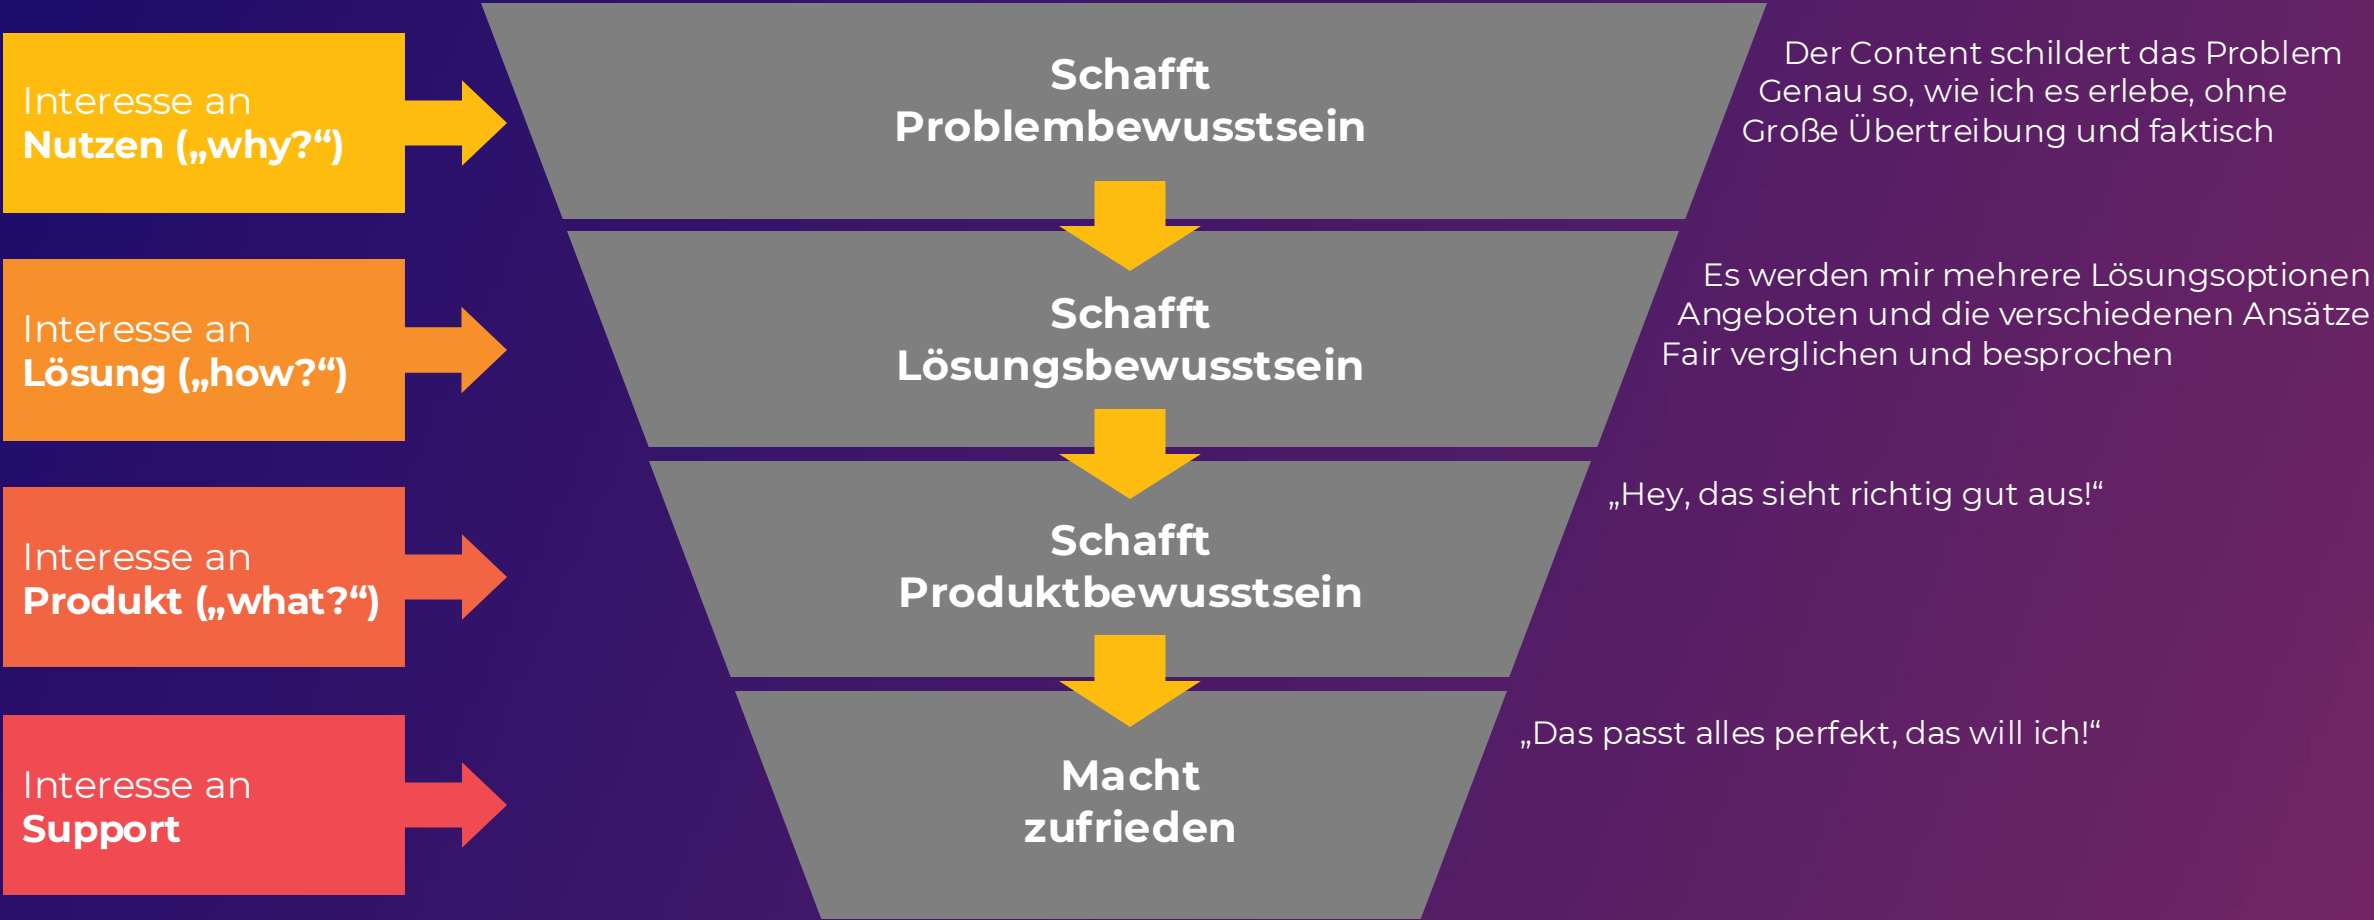 Interesse an
Nutzen („why?“)
Schafft
Problembewusstsein
Der Content schildert das Problem
Genau so, wie ich es erlebe, ohne
Große Übertreibung und faktisch
Interesse an
Lösung („how?“)
Schafft
Lösungsbewusstsein
Es werden mir mehrere Lösungsoptionen
Angeboten und die verschiedenen Ansätze
Fair verglichen und besprochen
Interesse an
Produkt („what?“)
Schafft
Produktbewusstsein
„Hey, das sieht richtig gut aus!“
Interesse an
Support
Macht
zufrieden
„Das passt alles perfekt, das will ich!“